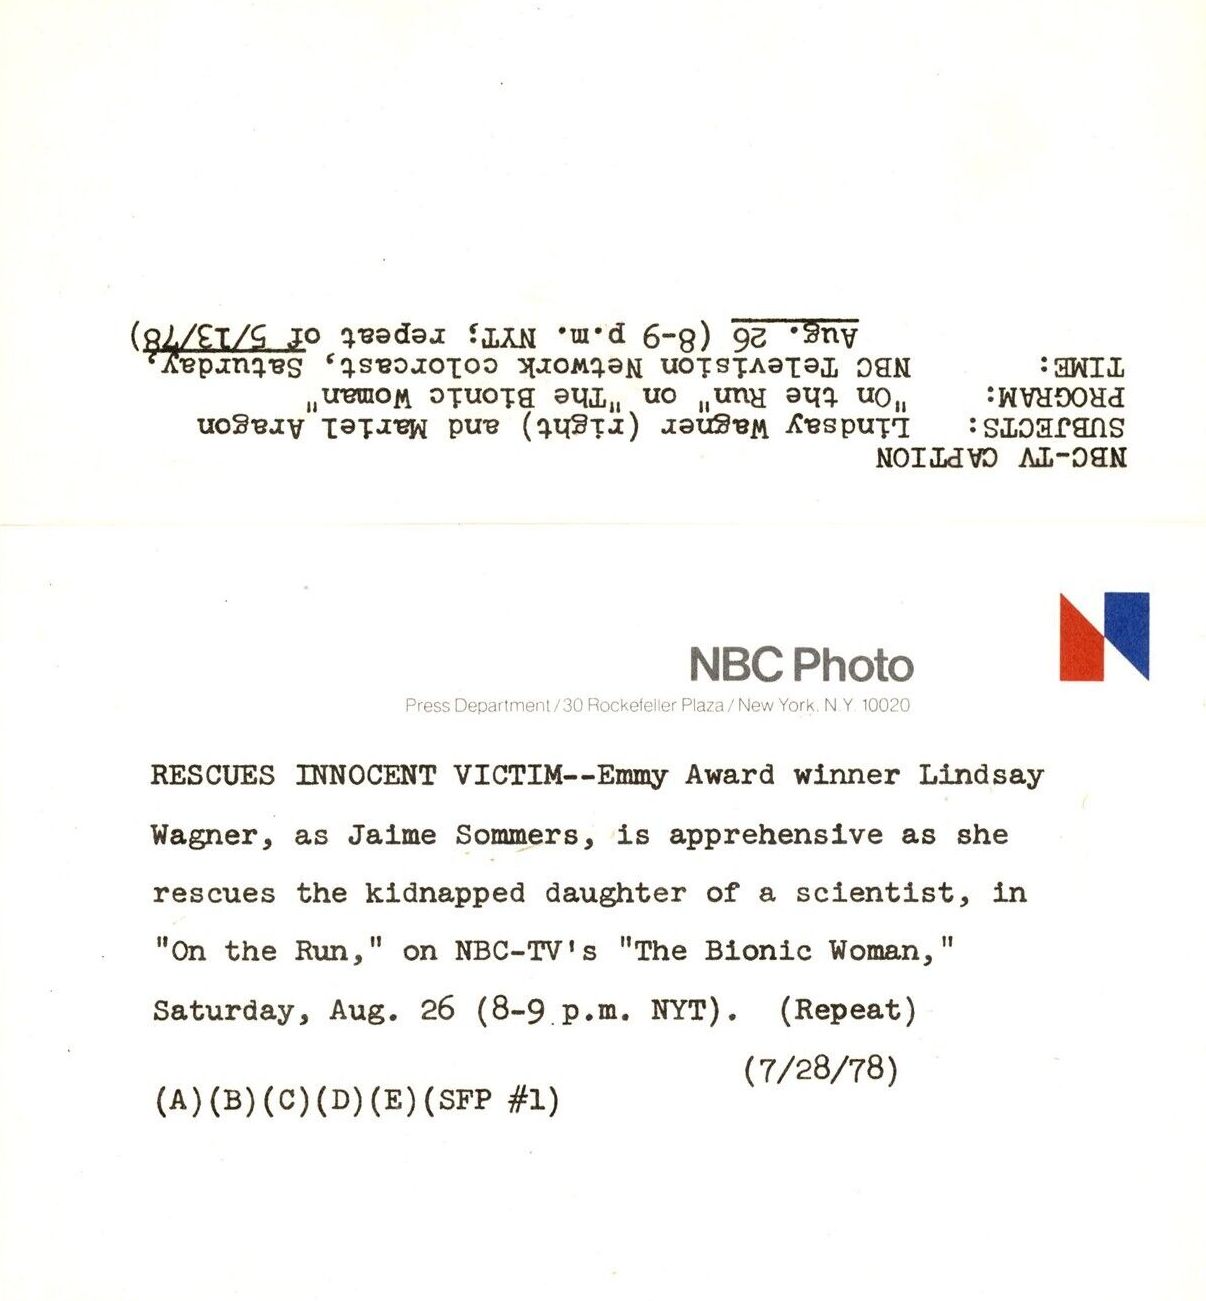 NBC-TV CAPTION
SUBJECTS: Lindsay Wagner (right) and Mariel Aragon
PROGRAM: "On the Run" on "The Bionic Woman"
TIME: NBC Television Network colorcast, Saturday,
Aug. 26 (8-9 p.m. NYT; repeat of 5/13/78)
NBC Photo
Press Department / 30 Rockefeller Plaza / New York, N.Y. 10020
RESCUES INNOCENT VICTIM--Emmy Award winner Lindsay
Wagner, as Jaime Sommers, is apprehensive as she
rescues the kidnapped daughter of a scientist, in
"On the Run," on NBC-TV's "The Bionic Woman,"
Saturday, Aug. 26 (8-9 p.m. NYT). (Repeat)
(7/28/78)
(A)(B)(C)(D)(E)(SFP #1)